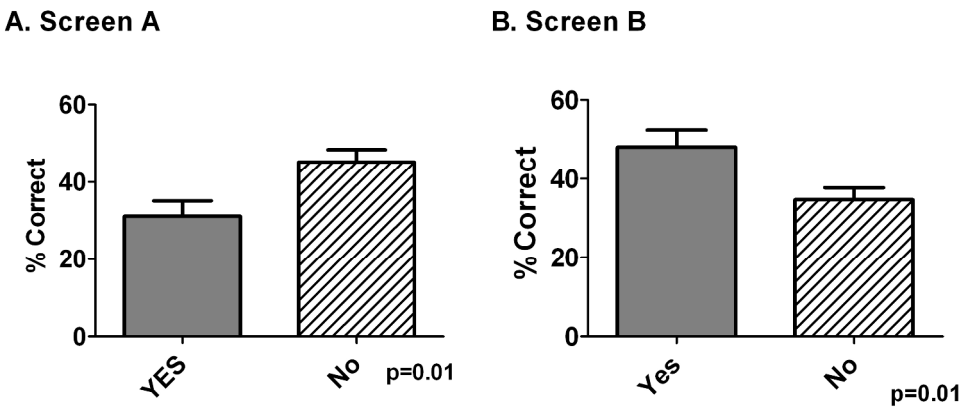 A. Screen A
60
40
20
0
% Correct
YES
No
p=0.01
B. Screen B
60
40
20
0
% Correct
Yes
No
p=0.01